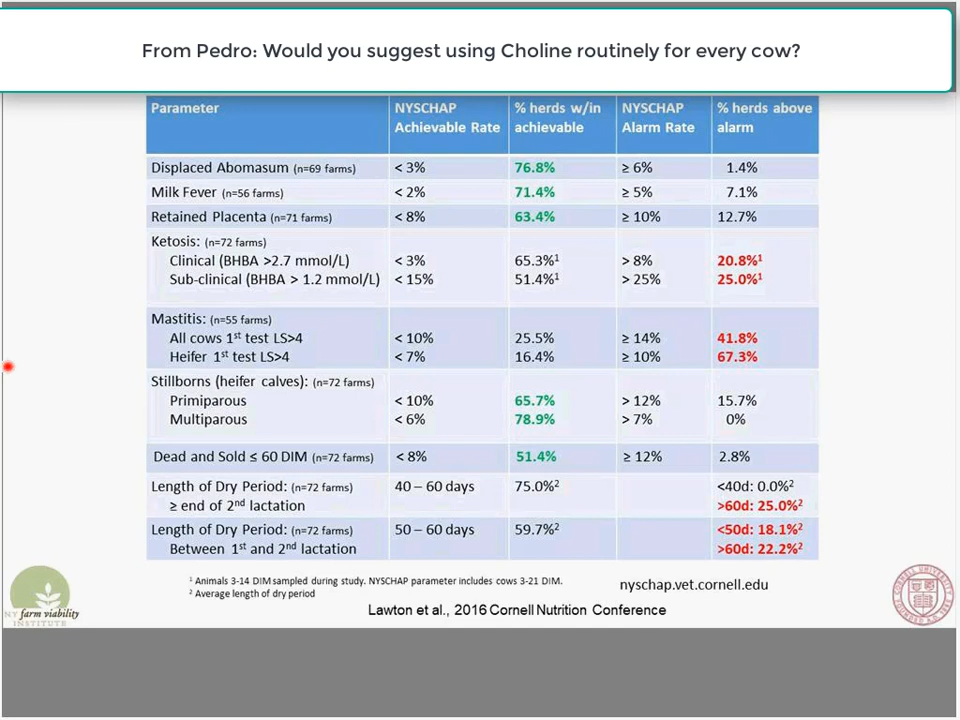 From Pedro: Would you suggest using Choline routinely for every cow?
Parameter NYSCHAP Achievable Rate % herds w/in achievable NYSCHAP Alarm Rate % herds above alarm
Displaced Abomasum (n=69 farms) < 3% 76.8% ≥ 6% 1.4%
Milk Fever (n=56 farms) < 2% 71.4% ≥ 5% 7.1%
Retained Placenta (n=71 farms) < 8% 63.4% ≥ 10% 12.7%
Ketosis: (n=72 farms)
Clinical (BHBA >2.7 mmol/L) < 3% 65.3%¹ > 8% 20.8%¹
Sub-clinical (BHBA > 1.2 mmol/L) < 15% 51.4%¹ > 25% 25.0%¹
Mastitis: (n=55 farms)
All cows 1st test LS>4 < 10% 25.5% ≥ 14% 41.8%
Heifer 1st test LS>4 < 7% 16.4% ≥ 10% 67.3%
Stillborns (heifer calves): (n=72 farms)
Primiparous < 10% 65.7% > 12% 15.7%
Multiparous < 6% 78.9% > 7% 0%
Dead and Sold ≤ 60 DIM (n=72 farms) < 8% 51.4% ≥ 12% 2.8%
Length of Dry Period: (n=72 farms) 40 – 60 days 75.0%² <40d: 0.0%²
≥ end of 2nd lactation >60d: 25.0%²
Length of Dry Period: (n=72 farms) 50 – 60 days 59.7%² <50d: 18.1%²
Between 1st and 2nd lactation >60d: 22.2%²
¹ Animals 3-14 DIM sampled during study. NYSCHAP parameter includes cows 3-21 DIM.
² Average length of dry period
nyschap.vet.cornell.edu
Lawton et al., 2016 Cornell Nutrition Conference
NY farm viability
INSTITUTE